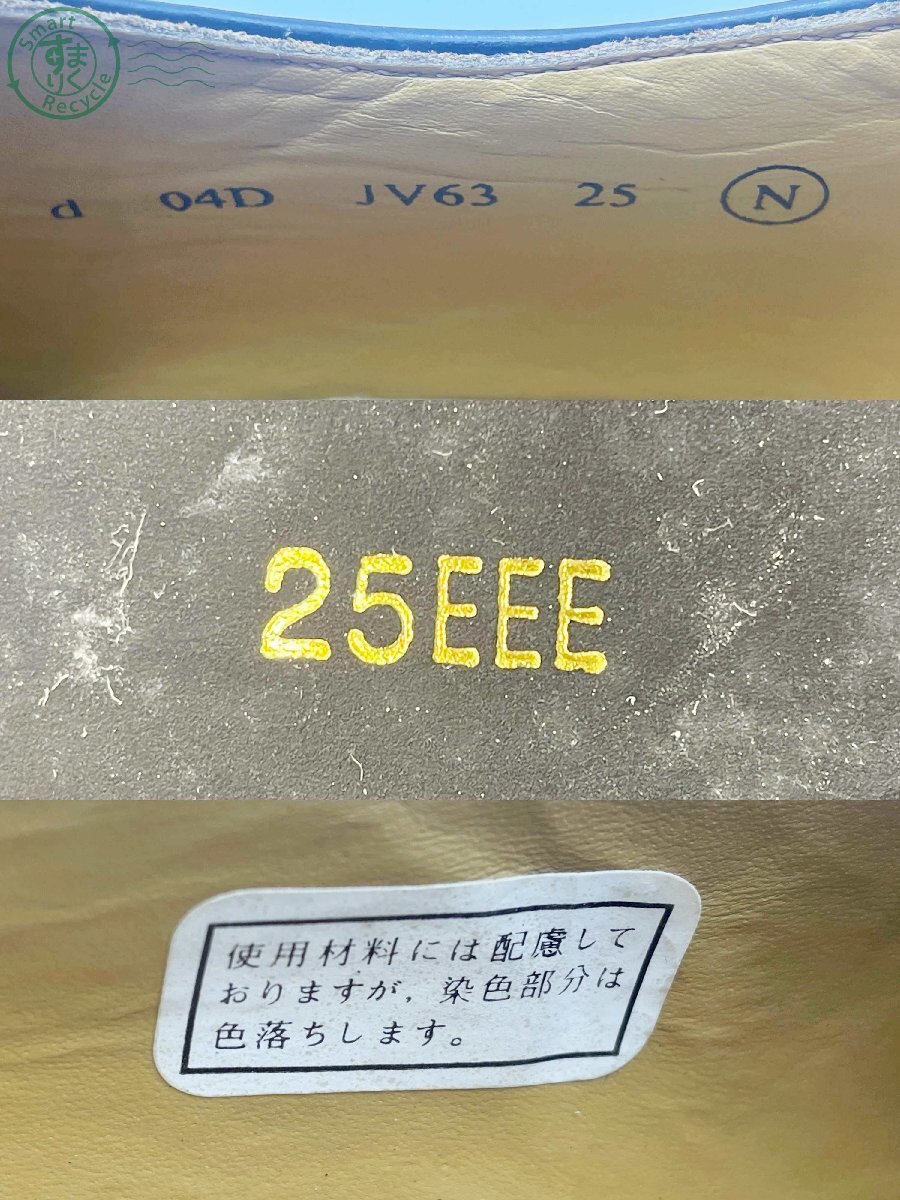 Smart
すまりく
Recycle
d 04D JV63 25 N
25EEE
使用材料には配慮して
おりますが、染色部分は
色落ちします。